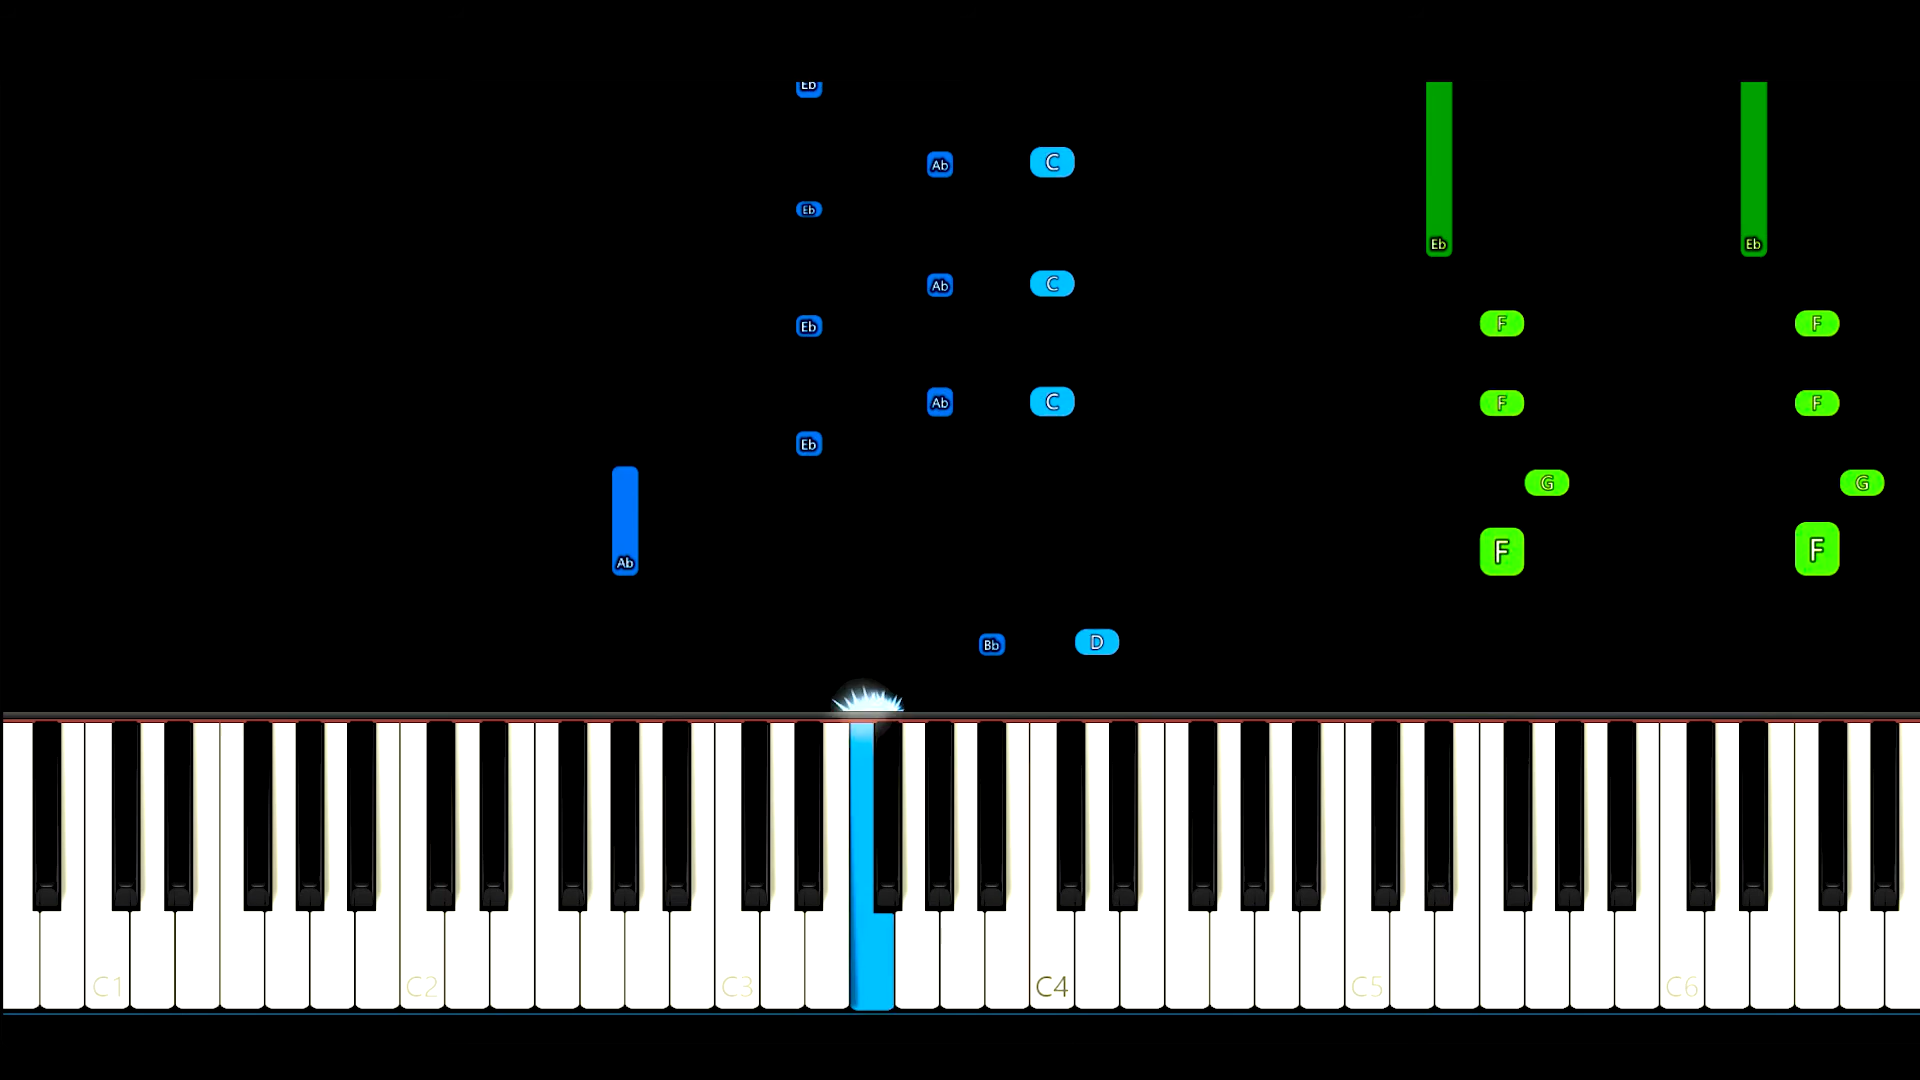 Eb
Ab C
Eb
Eb Eb
Ab C
F F
Eb
Ab C F F
Eb
G G
F F
Ab
Bb D
C1 C2 C3 C4 C5 C6